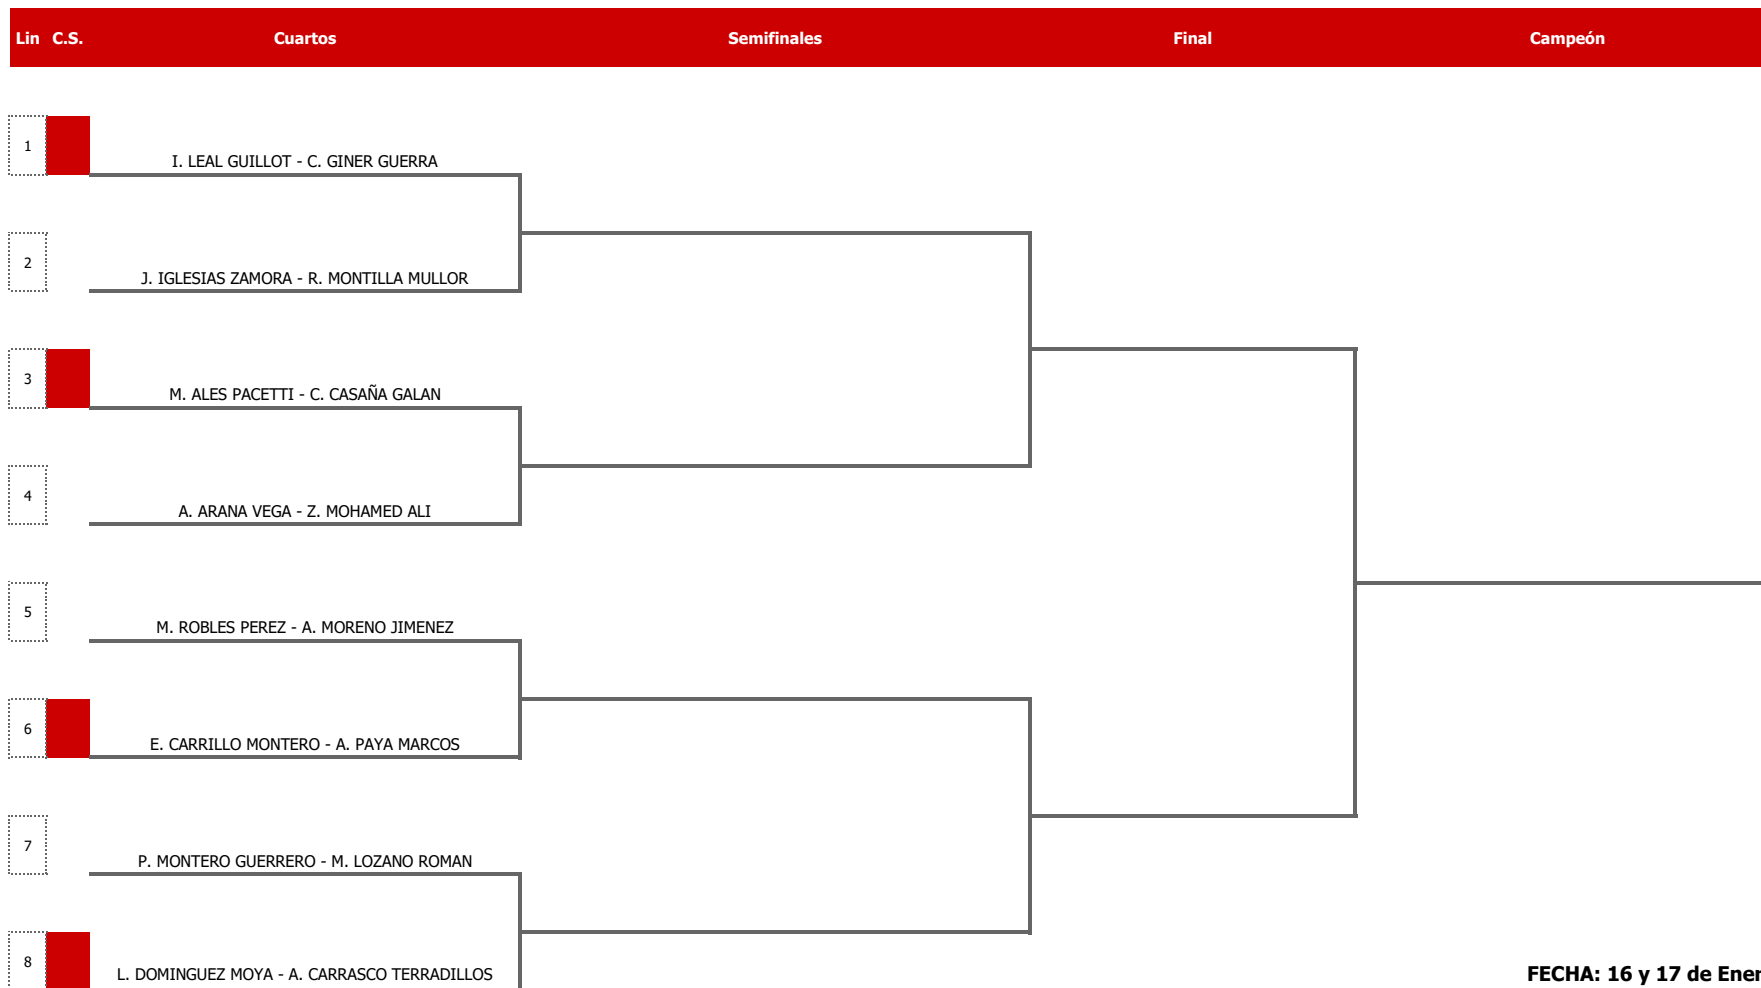 Lin C.S. Cuartos Semifinales Final Campeón
1
I. LEAL GUILLOT - C. GINER GUERRA
2
J. IGLESIAS ZAMORA - R. MONTILLA MULLOR
3
M. ALES PACETTI - C. CASAÑA GALAN
4
A. ARANA VEGA - Z. MOHAMED ALI
5
M. ROBLES PEREZ - A. MORENO JIMENEZ
6
E. CARRILLO MONTERO - A. PAYA MARCOS
7
P. MONTERO GUERRERO - M. LOZANO ROMAN
8
L. DOMINGUEZ MOYA - A. CARRASCO TERRADILLOS
FECHA: 16 y 17 de Ener